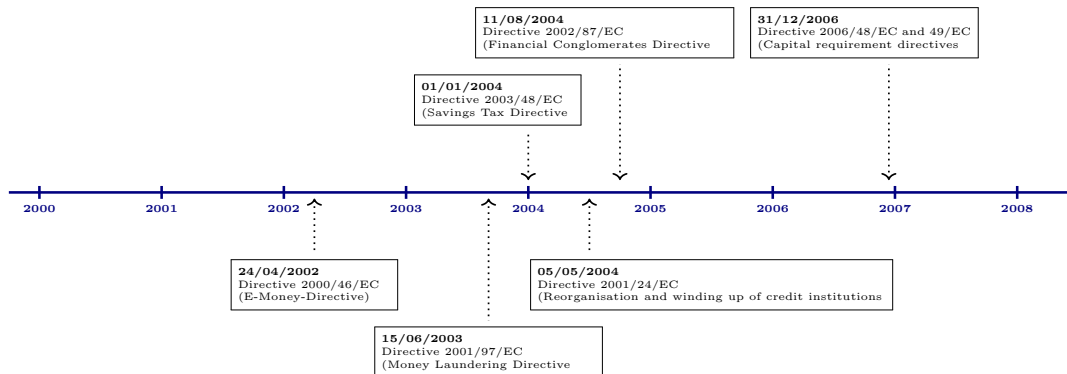 11/08/2004
Directive 2002/87/EC
(Financial Conglomerates Directive
31/12/2006
Directive 2006/48/EC and 49/EC
(Capital requirement directives
01/01/2004
Directive 2003/48/EC
(Savings Tax Directive
2000
2001
2002
2003
2004
2005
2006
2007
2008
24/04/2002
Directive 2000/46/EC
(E-Money-Directive)
05/05/2004
Directive 2001/24/EC
(Reorganisation and winding up of credit institutions
15/06/2003
Directive 2001/97/EC
(Money Laundering Directive